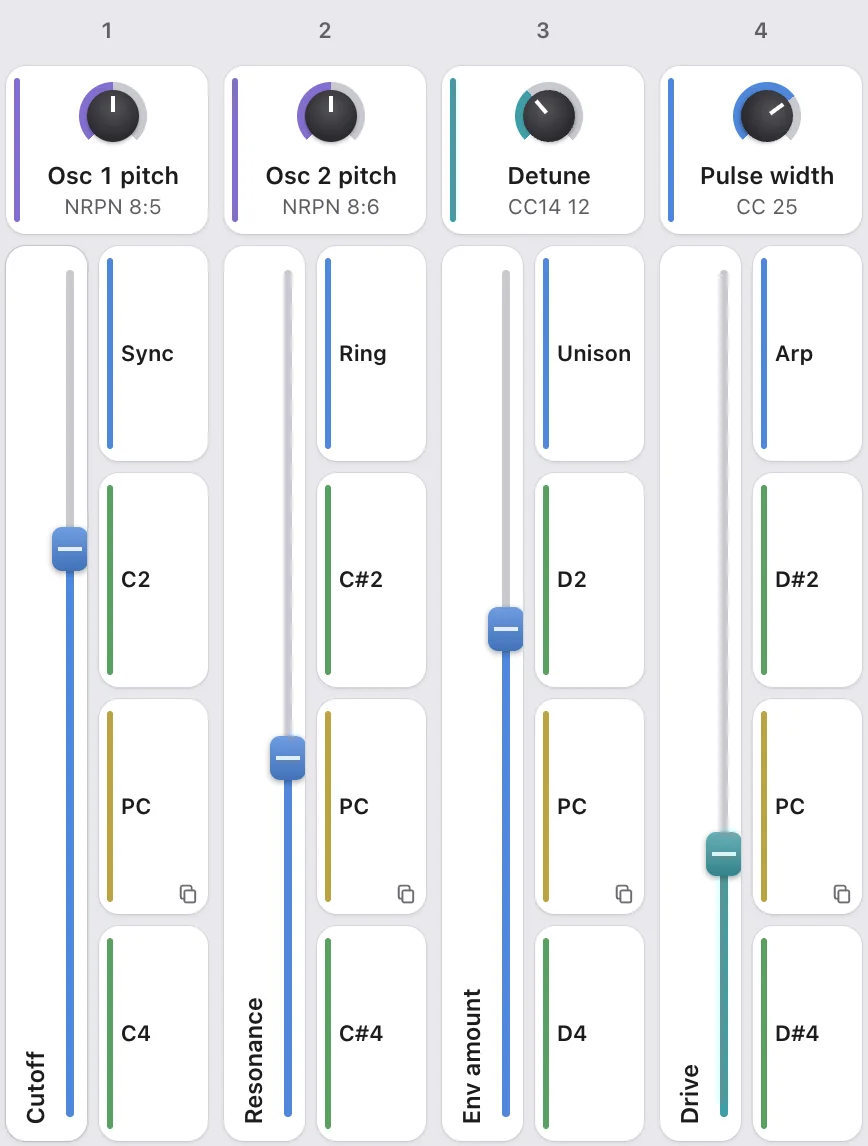 1
2
3
4
Osc 1 pitch
NRPN 8:5
Osc 2 pitch
NRPN 8:6
Detune
CC14 12
Pulse width
CC 25
Cutoff
Sync
C2
PC
C4
Resonance
Ring
C#2
PC
C#4
Env amount
Unison
D2
PC
D4
Drive
Arp
D#2
PC
D#4